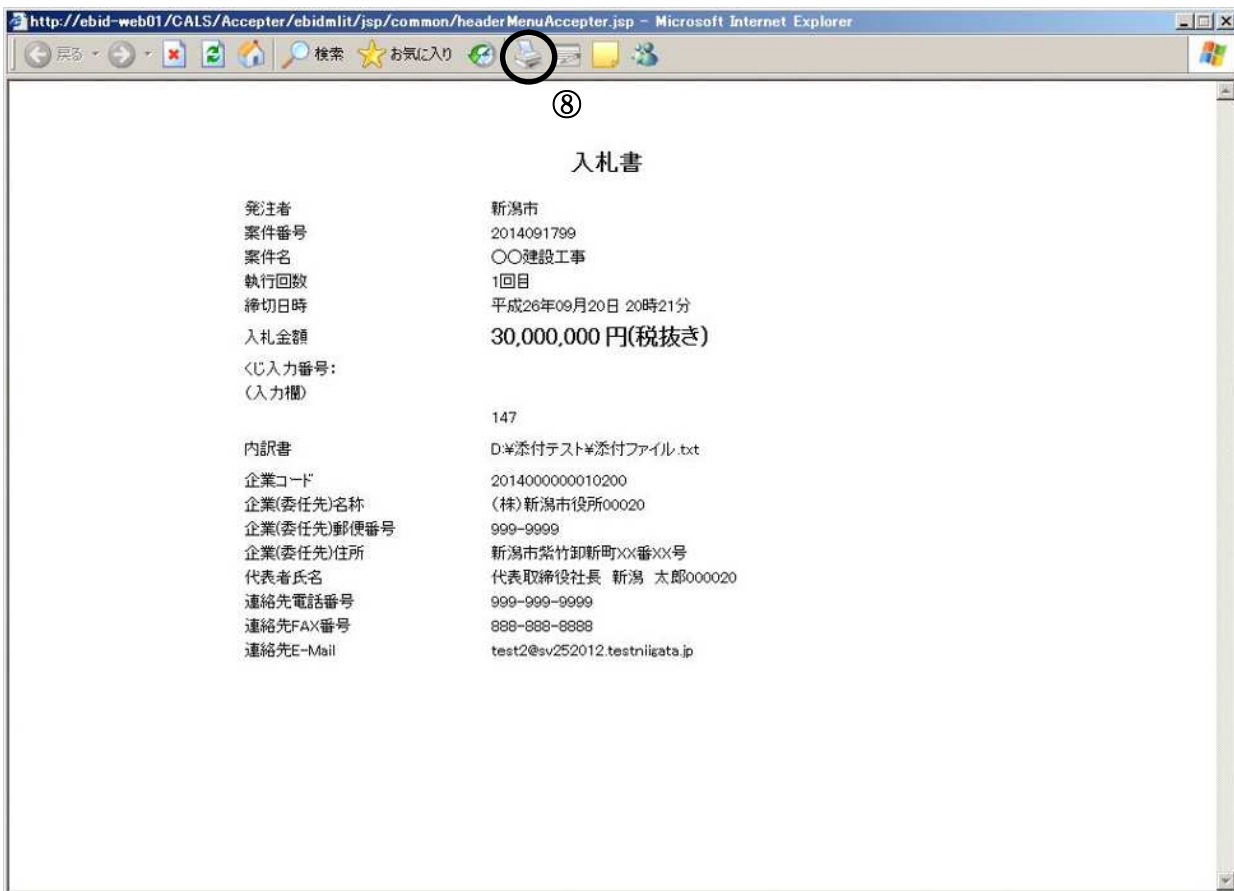 http://ebid-web01/CALS/Accepter/ebidmlit/jsp/common/headerMenuAccepter.jsp - Microsoft Internet Explorer
戻る 検索 お気に入り
⑧
入札書
発注者 新潟市
案件番号 2014091799
案件名 〇〇建設工事
執行回数 1回目
締切日時 平成26年09月20日 20時21分
入札金額 30,000,000 円(税抜き)
くじ入力番号:
(入力欄)
147
内訳書 D:¥添付テスト¥添付ファイル.txt
企業コード 2014000000010200
企業(委任先)名称 (株)新潟市役所00020
企業(委任先)郵便番号 999-9999
企業(委任先)住所 新潟市紫竹卸新町XX番XX号
代表者氏名 代表取締役社長 新潟 太郎000020
連絡先電話番号 999-999-9999
連絡先FAX番号 888-888-8888
連絡先E-Mail test2@sv252012.testniigata.jp